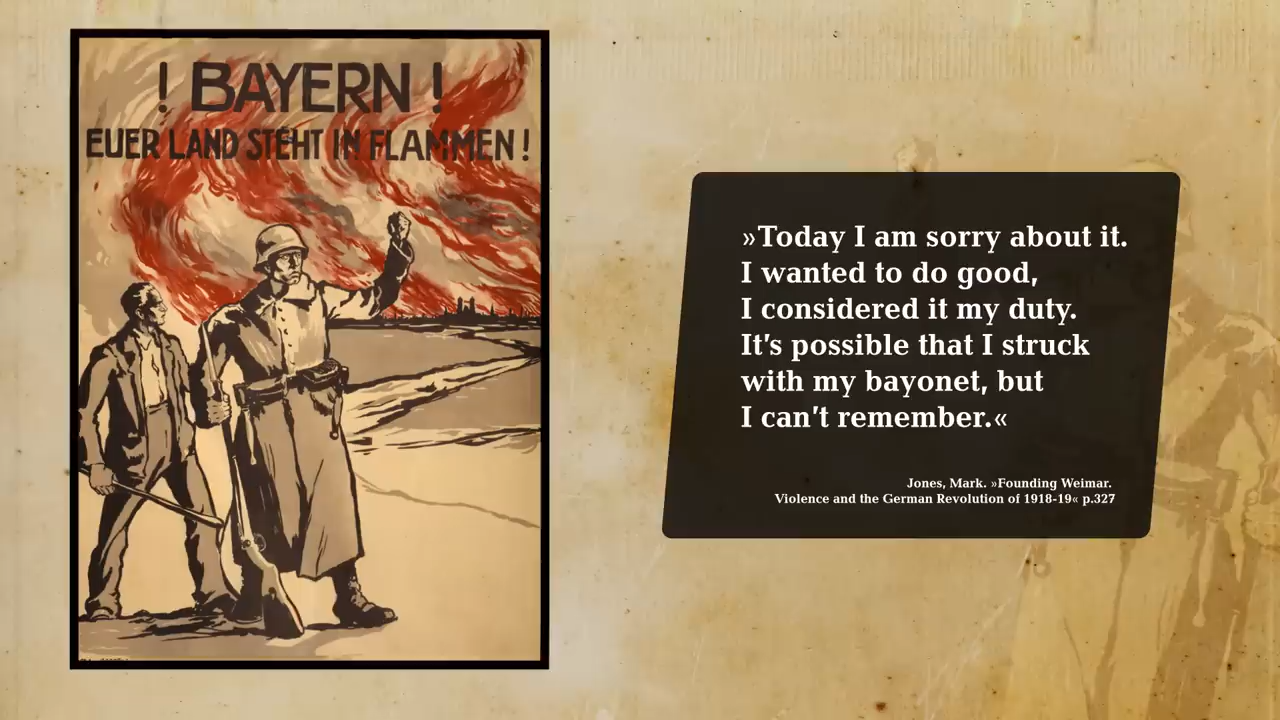 ! BAYERN !
EUER LAND STEHT IN FLAMMEN !
»Today I am sorry about it.
I wanted to do good,
I considered it my duty.
It's possible that I struck
with my bayonet, but
I can't remember.«
Jones, Mark. »Founding Weimar.
Violence and the German Revolution of 1918-19« p.327